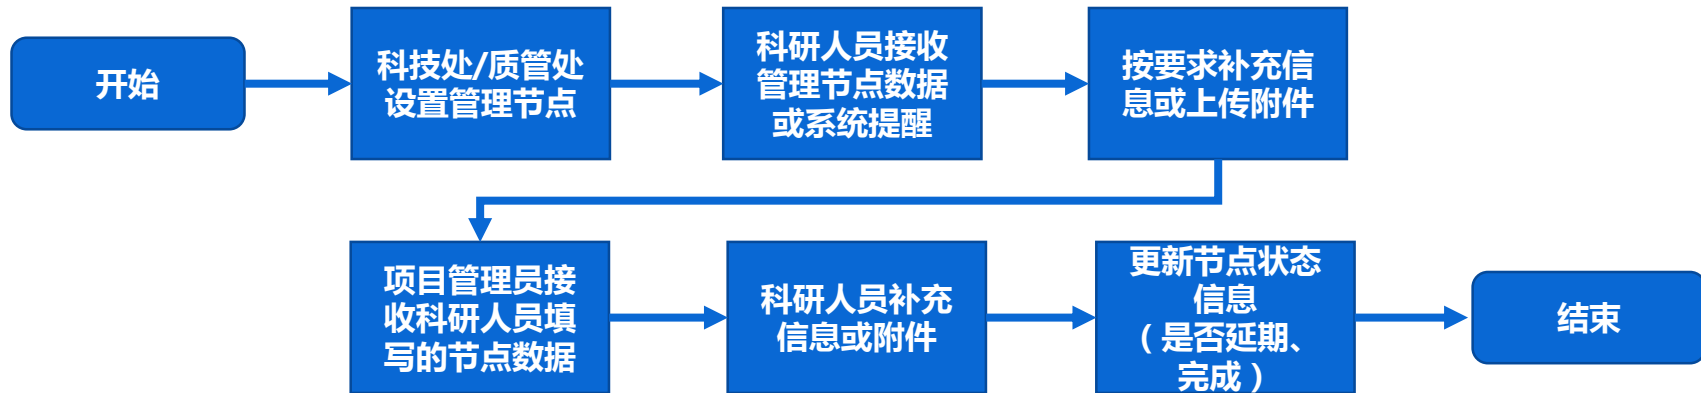 开始
科技处/质管处
设置管理节点
科研人员接收
管理节点数据
或系统提醒
按要求补充信
息或上传附件
项目管理员接
收科研人员填
写的节点数据
科研人员补充
信息或附件
更新节点状态
信息
（是否延期、
完成）
结束